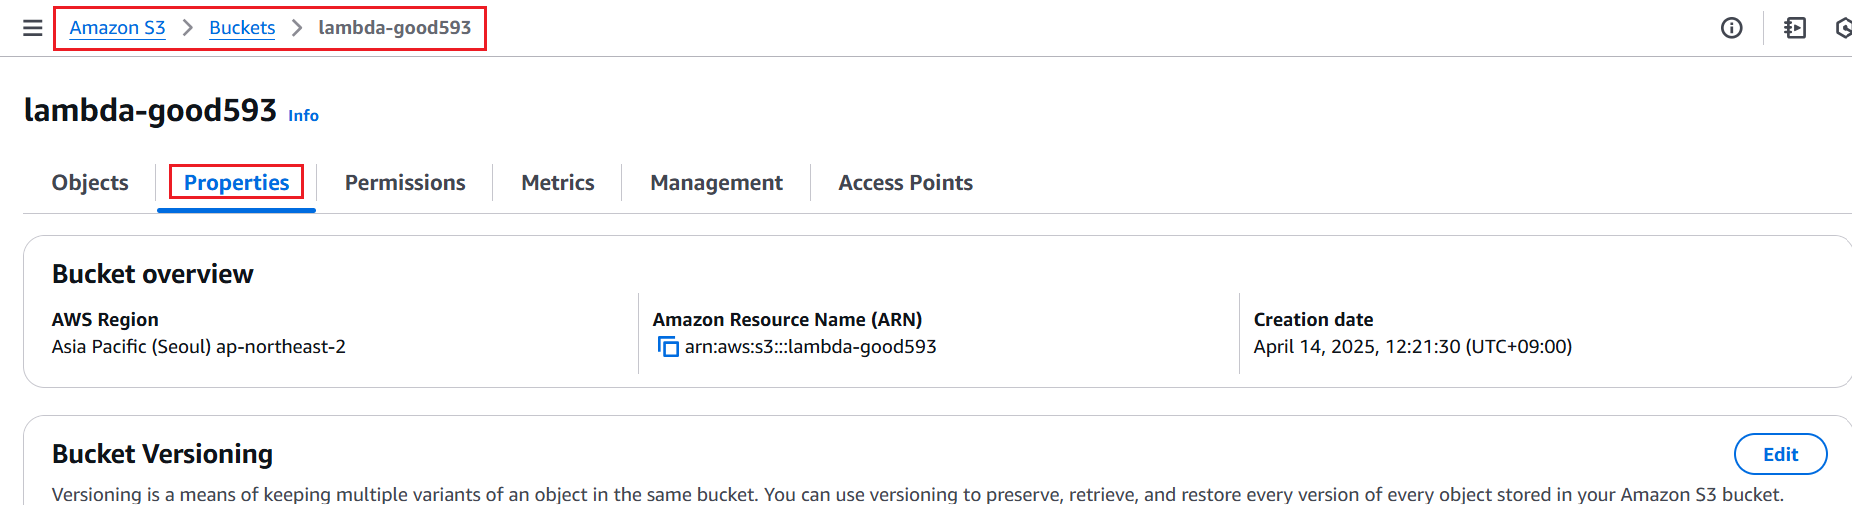 Amazon S3 > Buckets > lambda-good593
lambda-good593 Info
Objects Properties Permissions Metrics Management Access Points
Bucket overview
AWS Region
Asia Pacific (Seoul) ap-northeast-2
Amazon Resource Name (ARN)
arn:aws:s3:::lambda-good593
Creation date
April 14, 2025, 12:21:30 (UTC+09:00)
Bucket Versioning
Edit
Versioning is a means of keeping multiple variants of an object in the same bucket. You can use versioning to preserve, retrieve, and restore every version of every object stored in your Amazon S3 bucket.